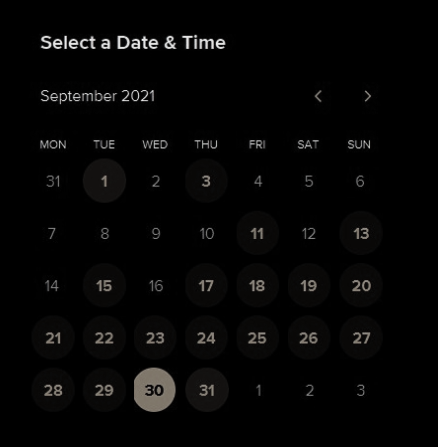 Select a Date & Time
September 2021
MON TUE WED THU FRI SAT SUN
31 1 2 3 4 5 6
7 8 9 10 11 12 13
14 15 16 17 18 19 20
21 22 23 24 25 26 27
28 29 30 31 1 2 3